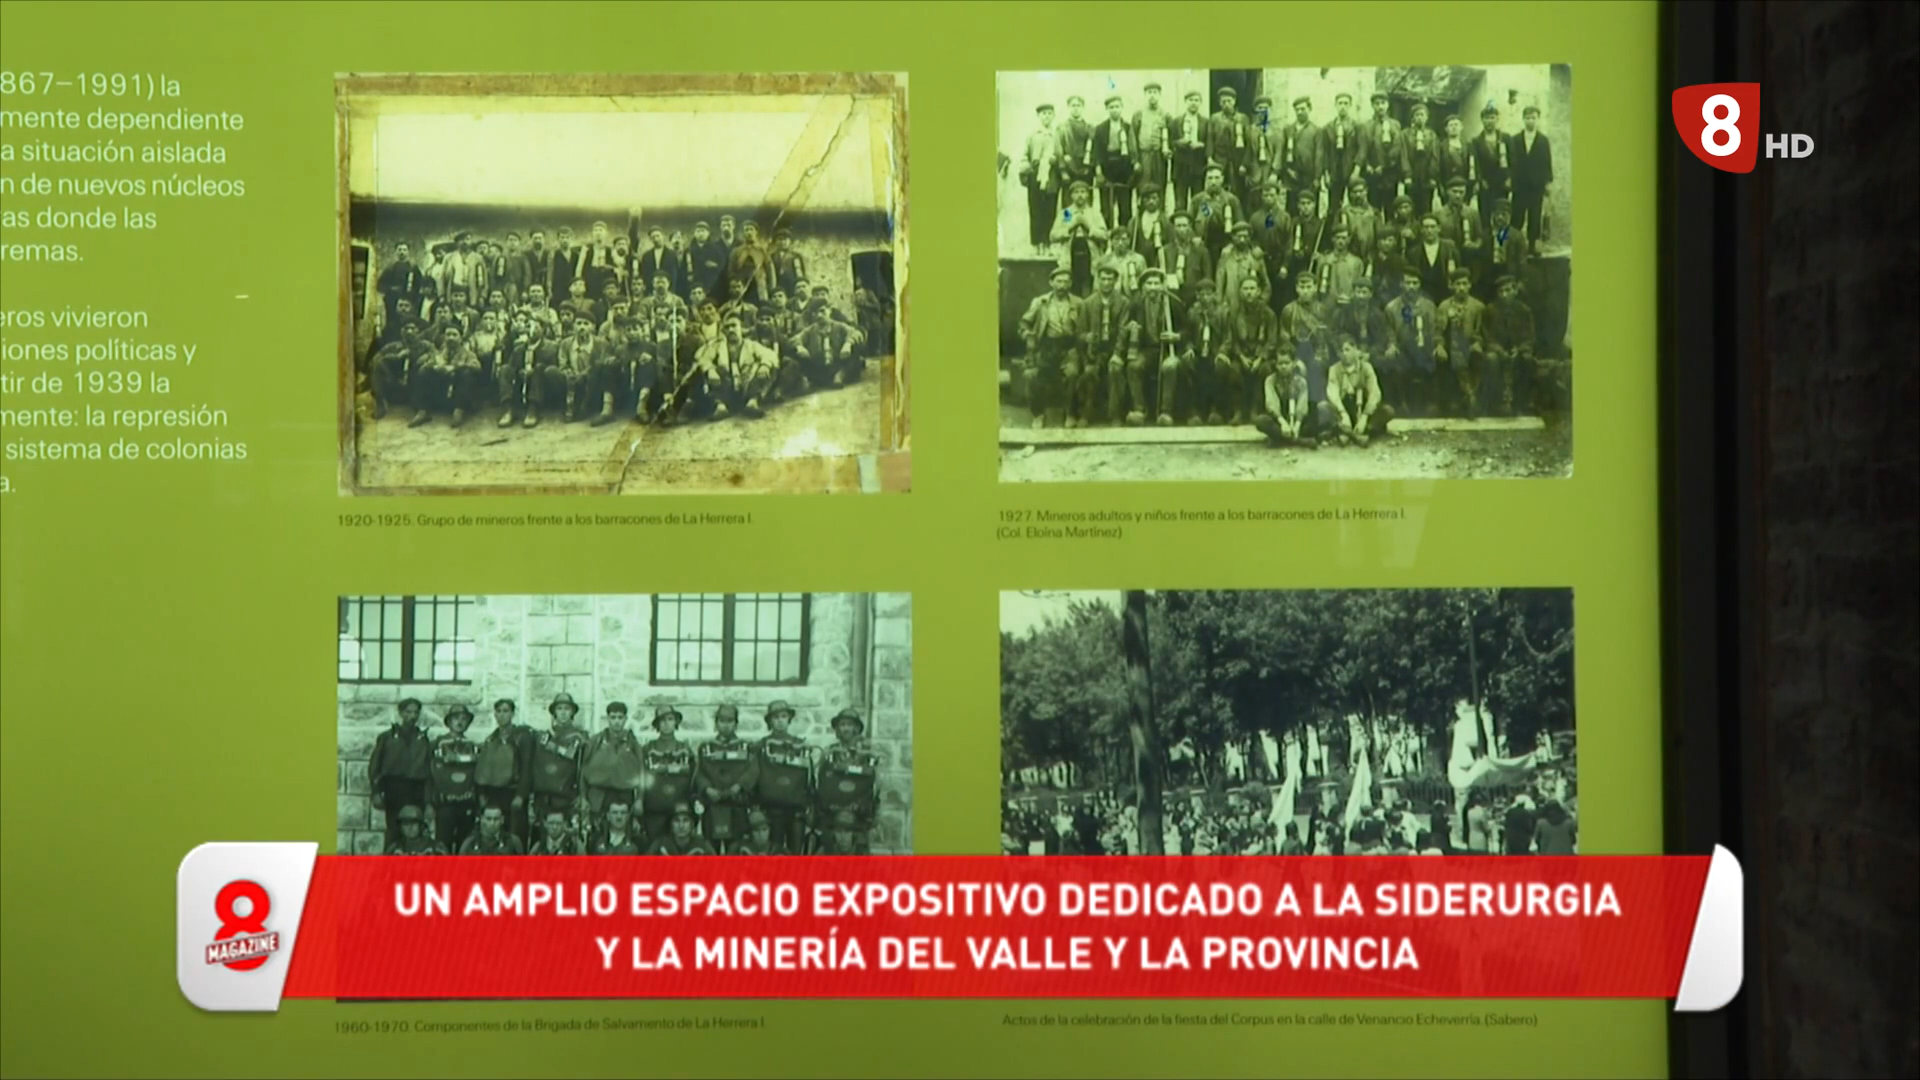 867–1991) la
mente dependiente
a situación aislada
n de nuevos núcleos
as donde las
remas.
eros vivieron
iones políticas y
tir de 1939 la
mente: la represión
sistema de colonias
a.
1920-1925. Grupo de mineros frente a los barracones de La Herrera I.
1927. Mineros adultos y niños frente a los barracones de La Herrera I.
(Col. Eloína Martínez)
8 HD
8
MAGAZINE
UN AMPLIO ESPACIO EXPOSITIVO DEDICADO A LA SIDERURGIA
Y LA MINERÍA DEL VALLE Y LA PROVINCIA
1960-1970. Componentes de la Brigada de Salvamento de La Herrera I.
Actos de la celebración de la fiesta del Corpus en la calle de Venancio Echeverría. (Sabero)